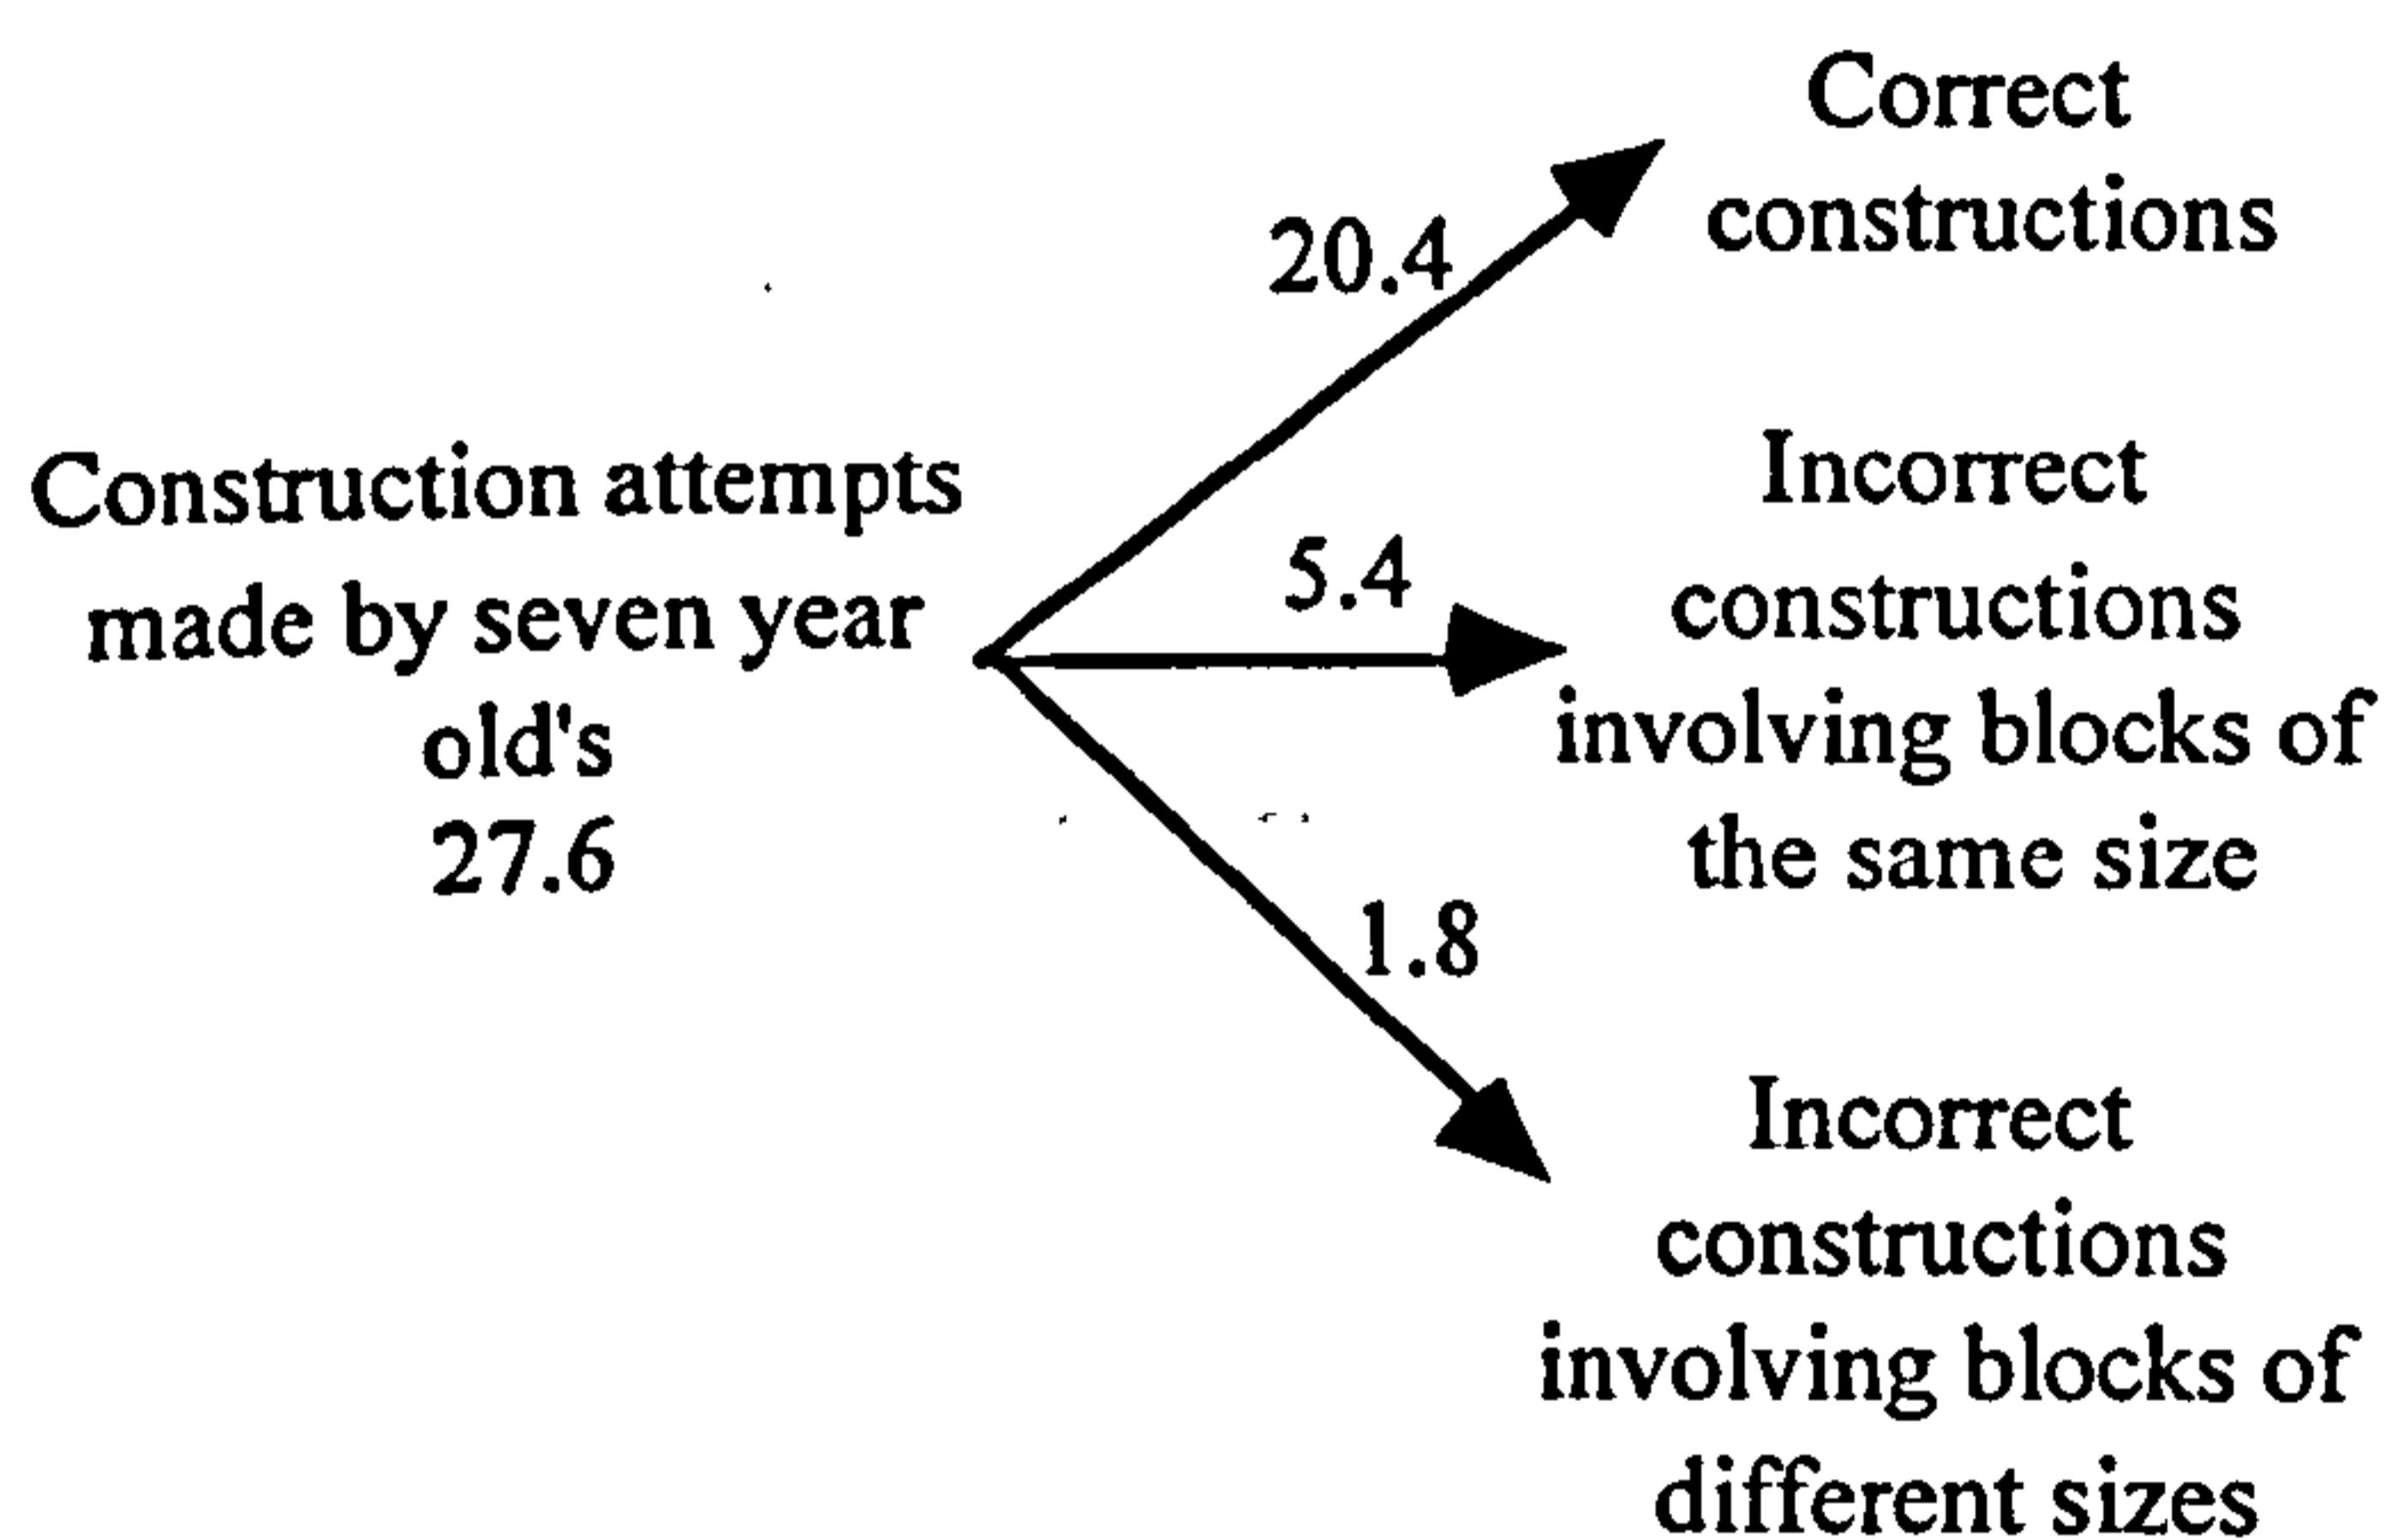 Construction attempts
made by seven year
old's
27.6
20.4
5.4
1.8
Correct
constructions
Incorrect
constructions
involving blocks of
the same size
Incorrect
constructions
involving blocks of
different sizes